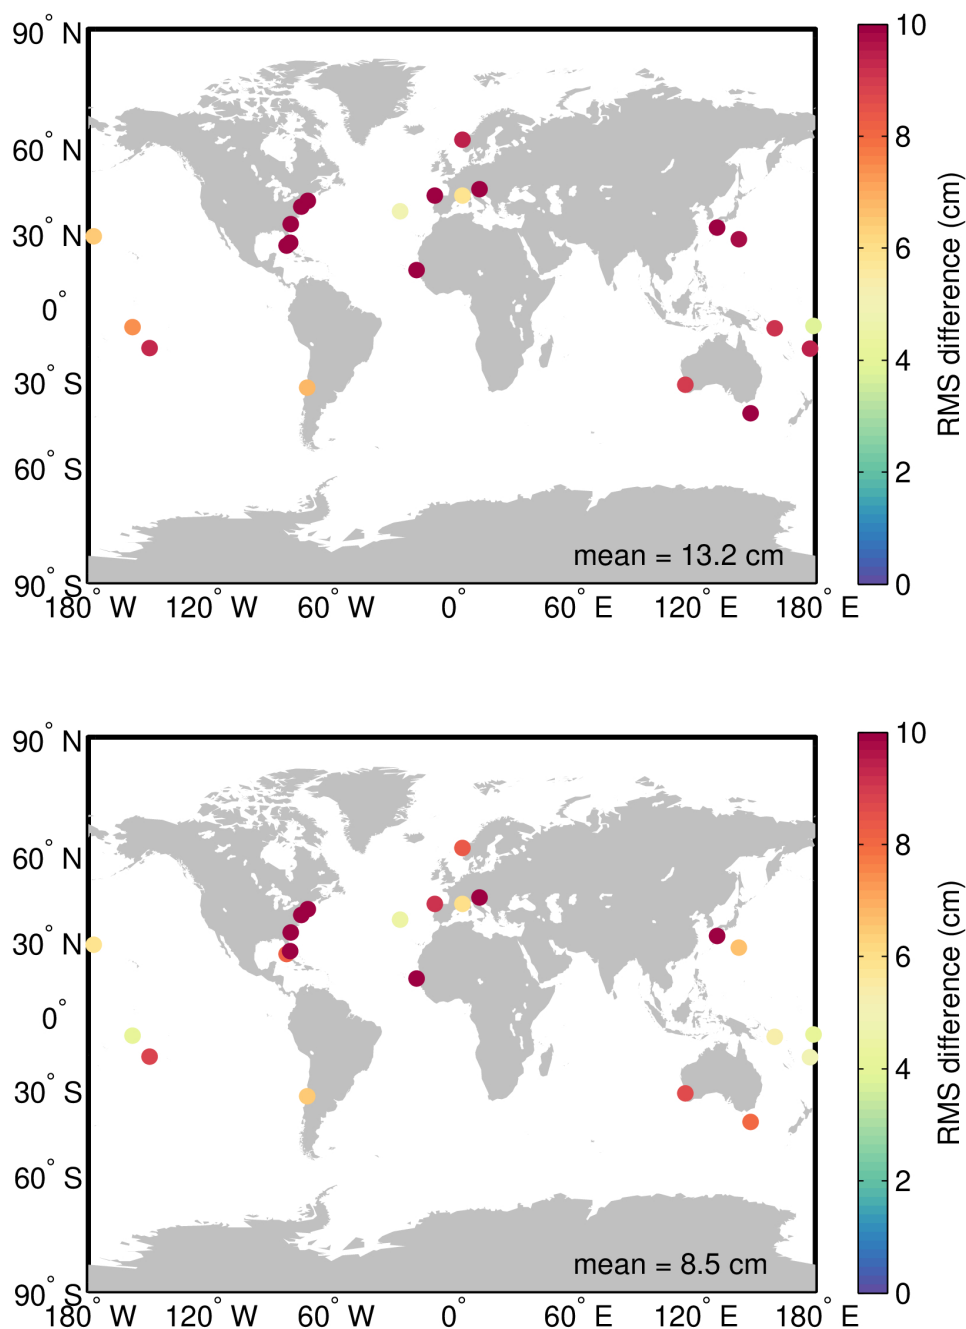 90° N
60° N
30° N
0°
30° S
60° S
90° S
180° W 120° W 60° W 0° 60° E 120° E 180° E
mean = 13.2 cm
10
8
6
4
2
0
RMS difference (cm)
90° N
60° N
30° N
0°
30° S
60° S
90° S
180° W 120° W 60° W 0° 60° E 120° E 180° E
mean = 8.5 cm
10
8
6
4
2
0
RMS difference (cm)